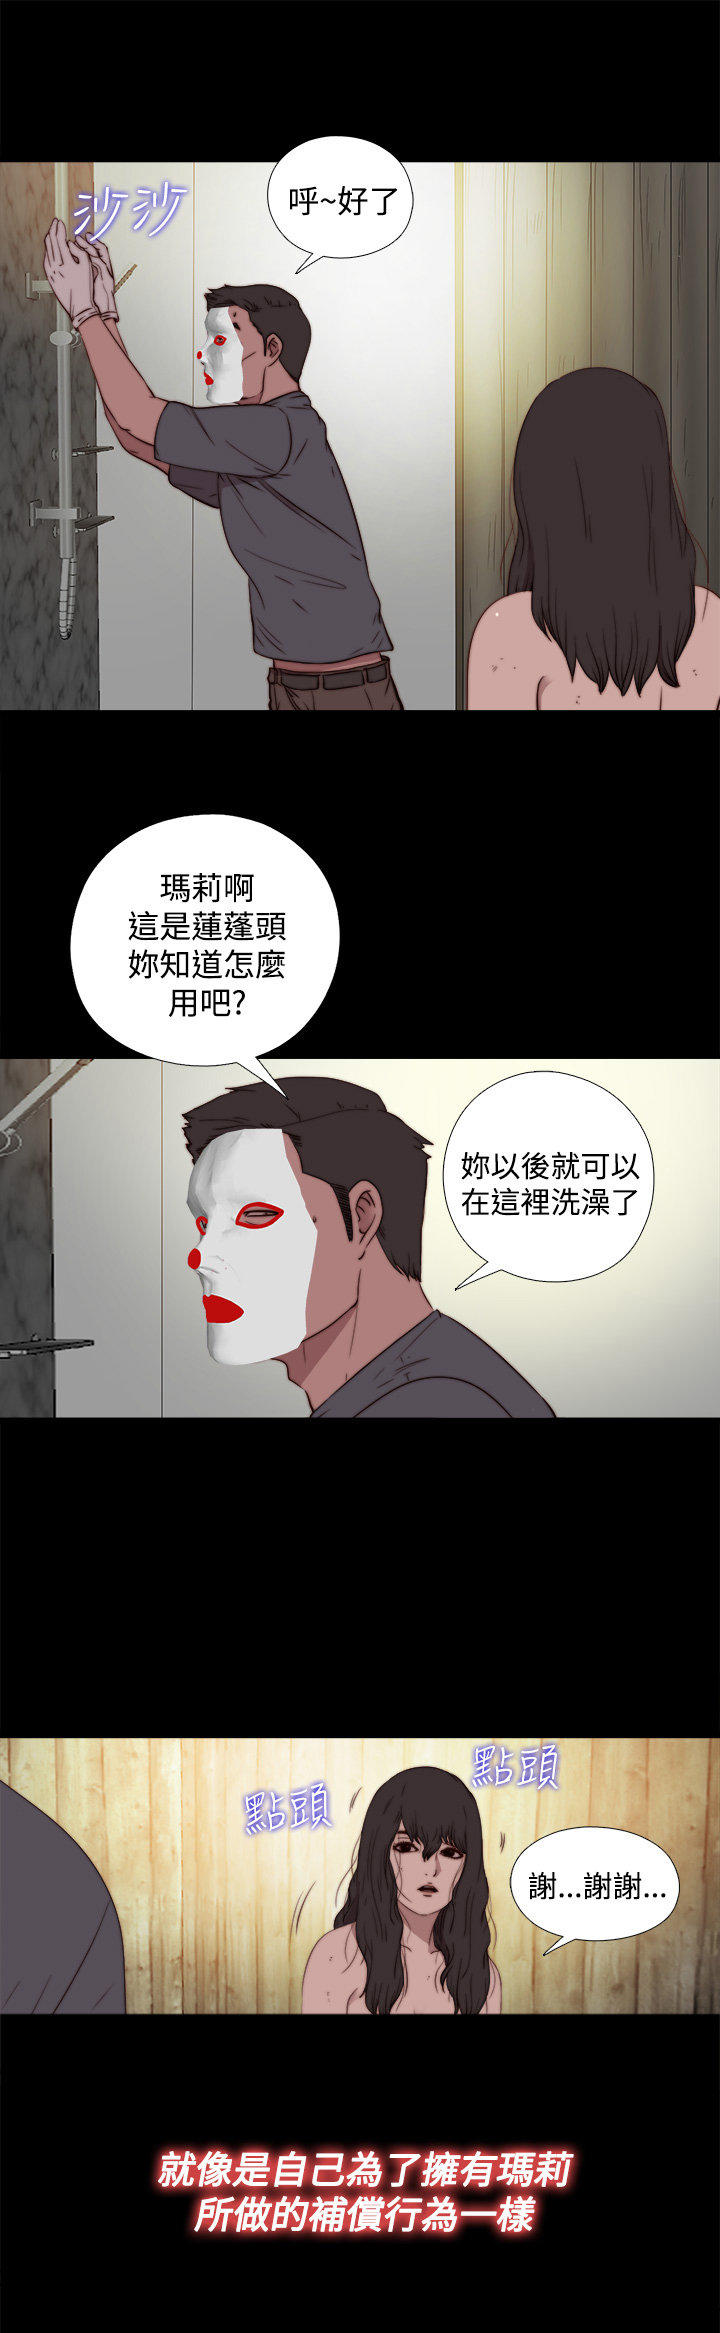 沙沙
呼~好了
瑪莉啊
這是蓮蓬頭
妳知道怎麼
用吧?
妳以後就可以
在這裡洗澡了
點頭
點頭
謝...謝謝...
就像是自己為了擁有瑪莉
所做的補償行為一樣